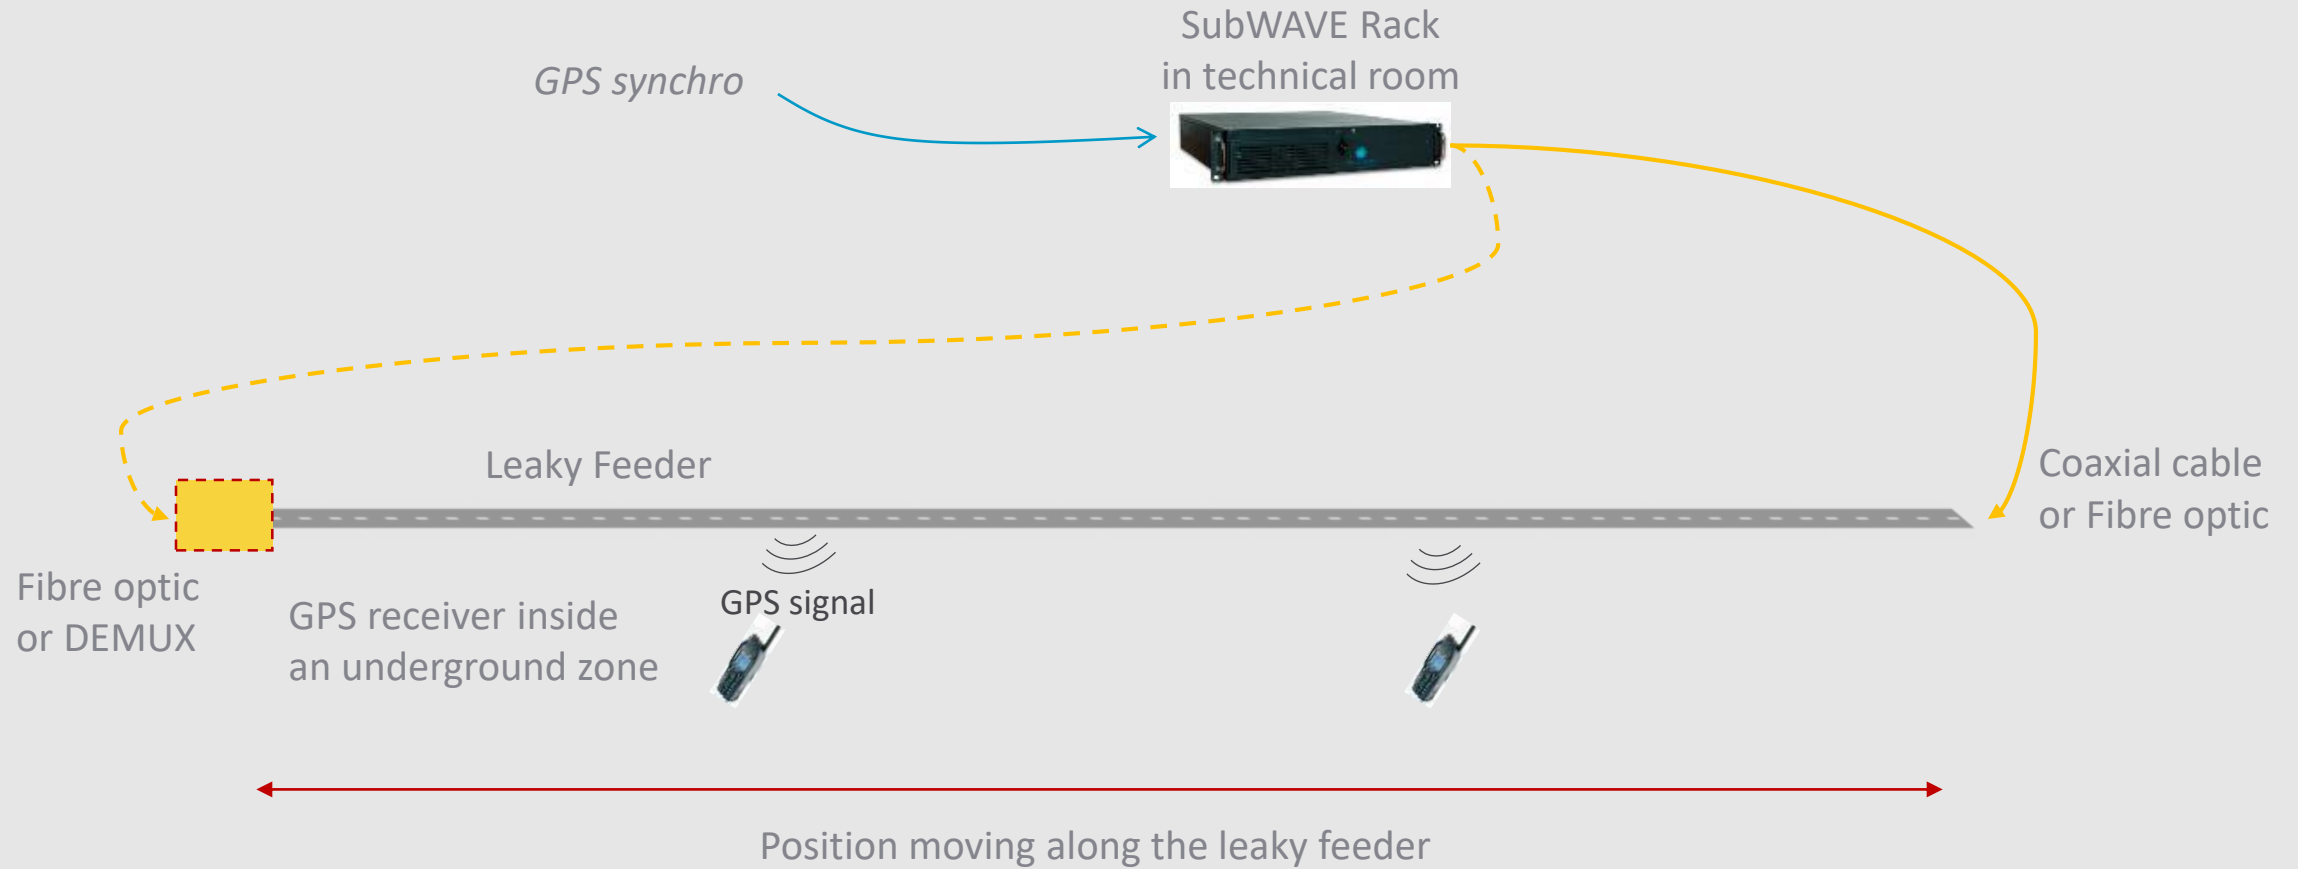 SubWAVE Rack
in technical room
GPS synchro
Leaky Feeder
Coaxial cable
or Fibre optic
Fibre optic
or DEMUX
GPS receiver inside
an underground zone
GPS signal
Position moving along the leaky feeder